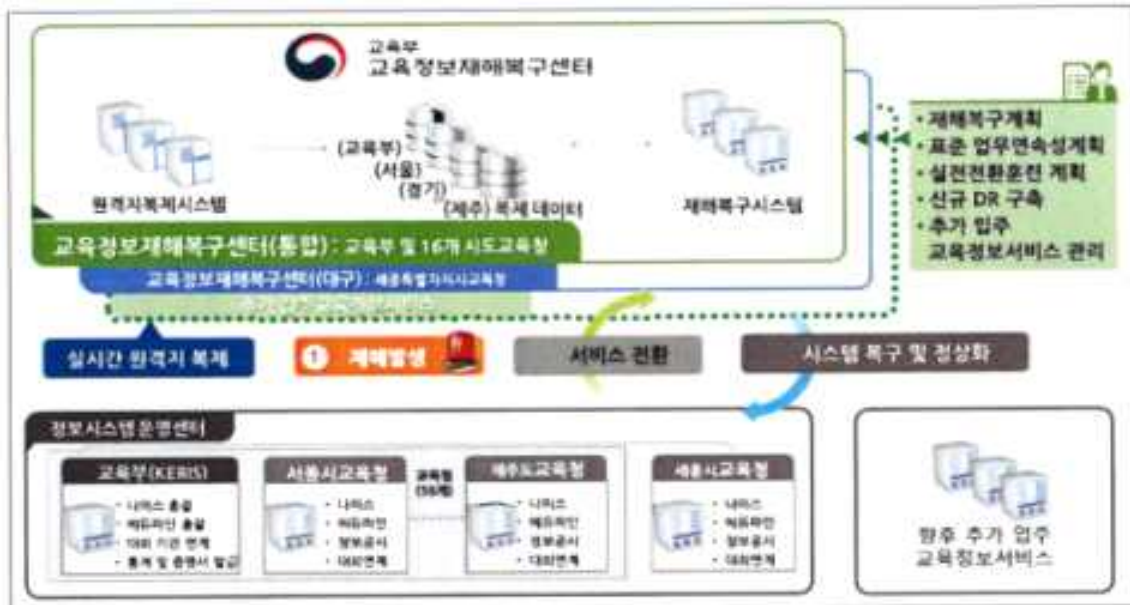 교육부
교육정보재해복구센터
원격지복제시스템
(교육부)
(서울)
(경기)
(제주) 복제 데이터
재해복구시스템
• 재해복구계획
• 표준 업무연속성계획
• 실전전환훈련 계획
• 신규 DR 구축
• 추가 입주
교육정보서비스 관리
교육정보재해복구센터(통합) : 교육부 및 16개 시도교육청
교육정보재해복구센터(대구) : 세종특별자치시교육청
실시간 원격지 복제
1 재해발생
서비스 전환
시스템 복구 및 정상화
정보시스템 운영센터
교육부(KERIS)
• 나이스 총괄
• 에듀파인 총괄
• 대외 기관 연계
• 통계 및 증명서 발급
서울시교육청
• 나이스
• 에듀파인
• 정보공시
• 대외연계
교육청
제주도교육청
• 나이스
• 에듀파인
• 정보공시
• 대외연계
세종시교육청
• 나이스
• 에듀파인
• 정보공시
• 대외연계
향후 추가 입주
교육정보서비스